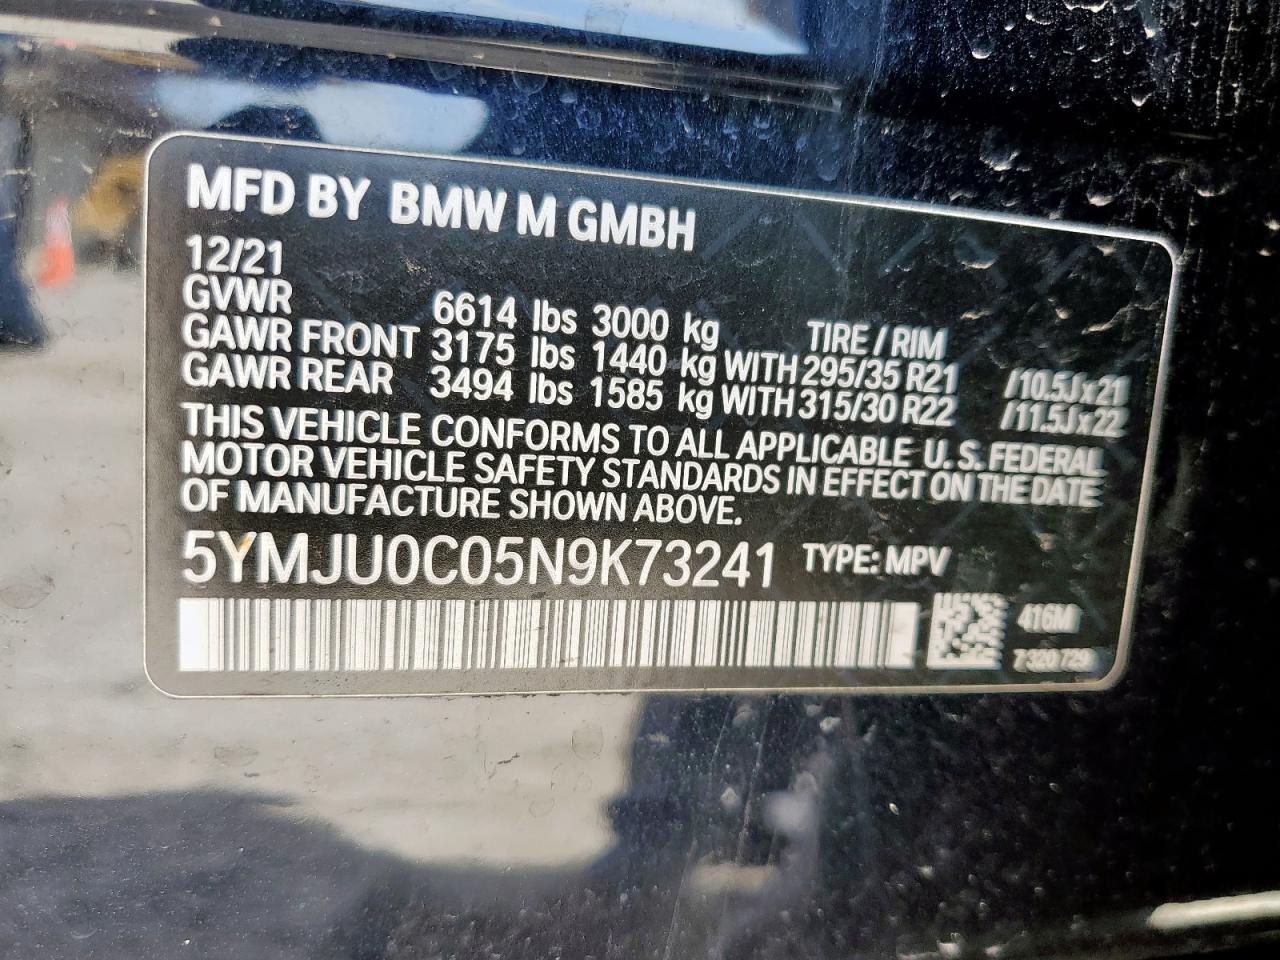 MFD BY BMW M GMBH
12/21
GVWR 6614 lbs 3000 kg TIRE / RIM
GAWR FRONT 3175 lbs 1440 kg WITH 295/35 R21 /10.5Jx21
GAWR REAR 3494 lbs 1585 kg WITH 315/30 R22 /11.5Jx22
THIS VEHICLE CONFORMS TO ALL APPLICABLE U.S. FEDERAL
MOTOR VEHICLE SAFETY STANDARDS IN EFFECT ON THE DATE
OF MANUFACTURE SHOWN ABOVE.
5YMJU0C05N9K73241 TYPE: MPV
416M
7320729